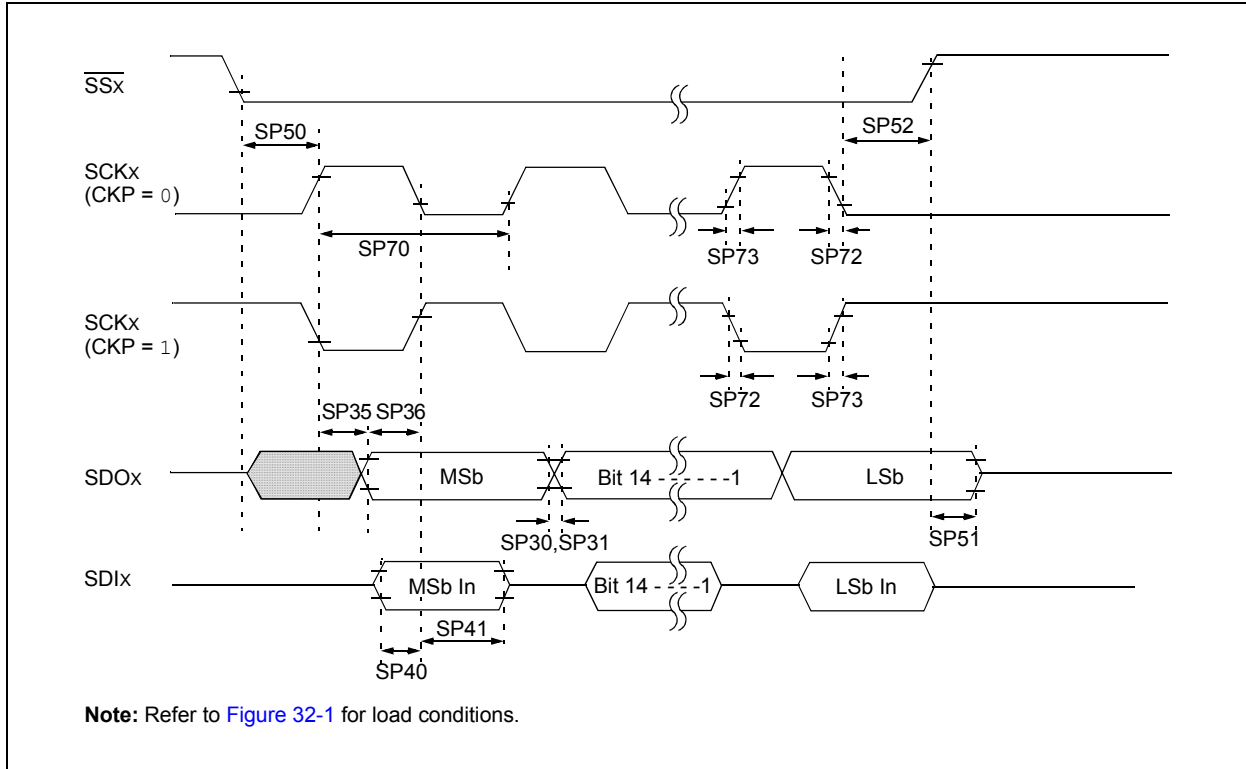 SSx
SP50
SP52
SCKx
(CKP = 0)
SP70
SP73
SP72
SCKx
(CKP = 1)
SP72
SP73
SP35 SP36
SDOx
MSb
Bit 14 - - - - - - -1
LSb
SP30,SP31
SP51
SDIx
MSb In
Bit 14 - - - - -1
LSb In
SP41
SP40
Note: Refer to Figure 32-1 for load conditions.